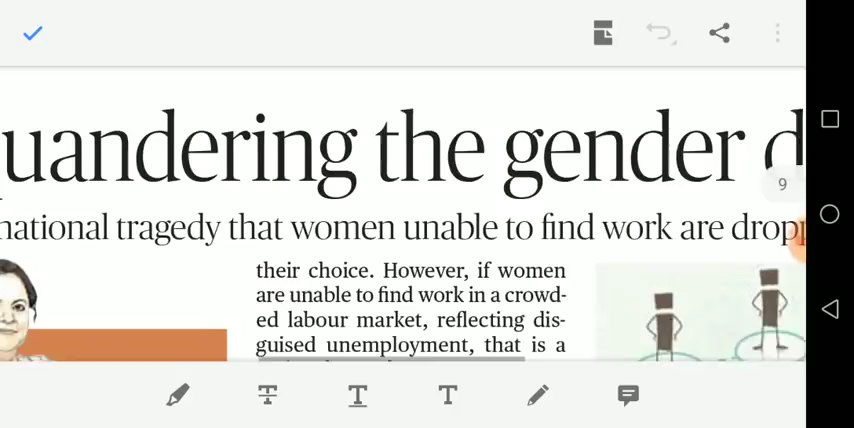 uandering the gender d
9
national tragedy that women unable to find work are dropp
their choice. However, if women
are unable to find work in a crowd-
ed labour market, reflecting dis-
guised unemployment, that is a